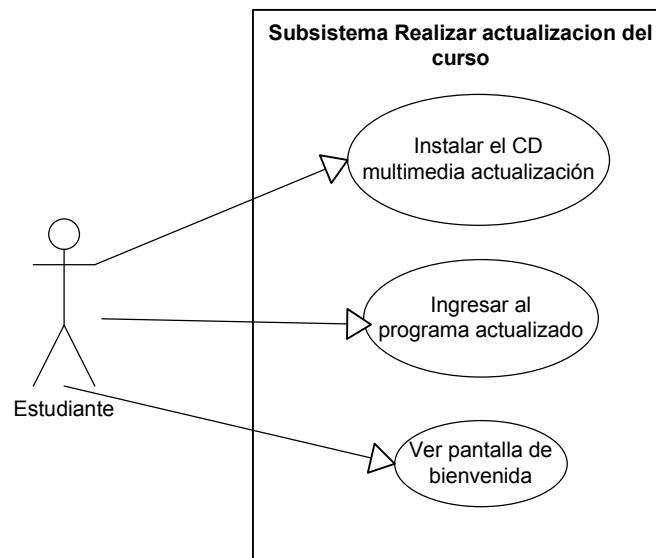 Subsistema Realizar actualizacion del
curso
Instalar el CD
multimedia actualización
Ingresar al
programa actualizado
Estudiante
Ver pantalla de
bienvenida